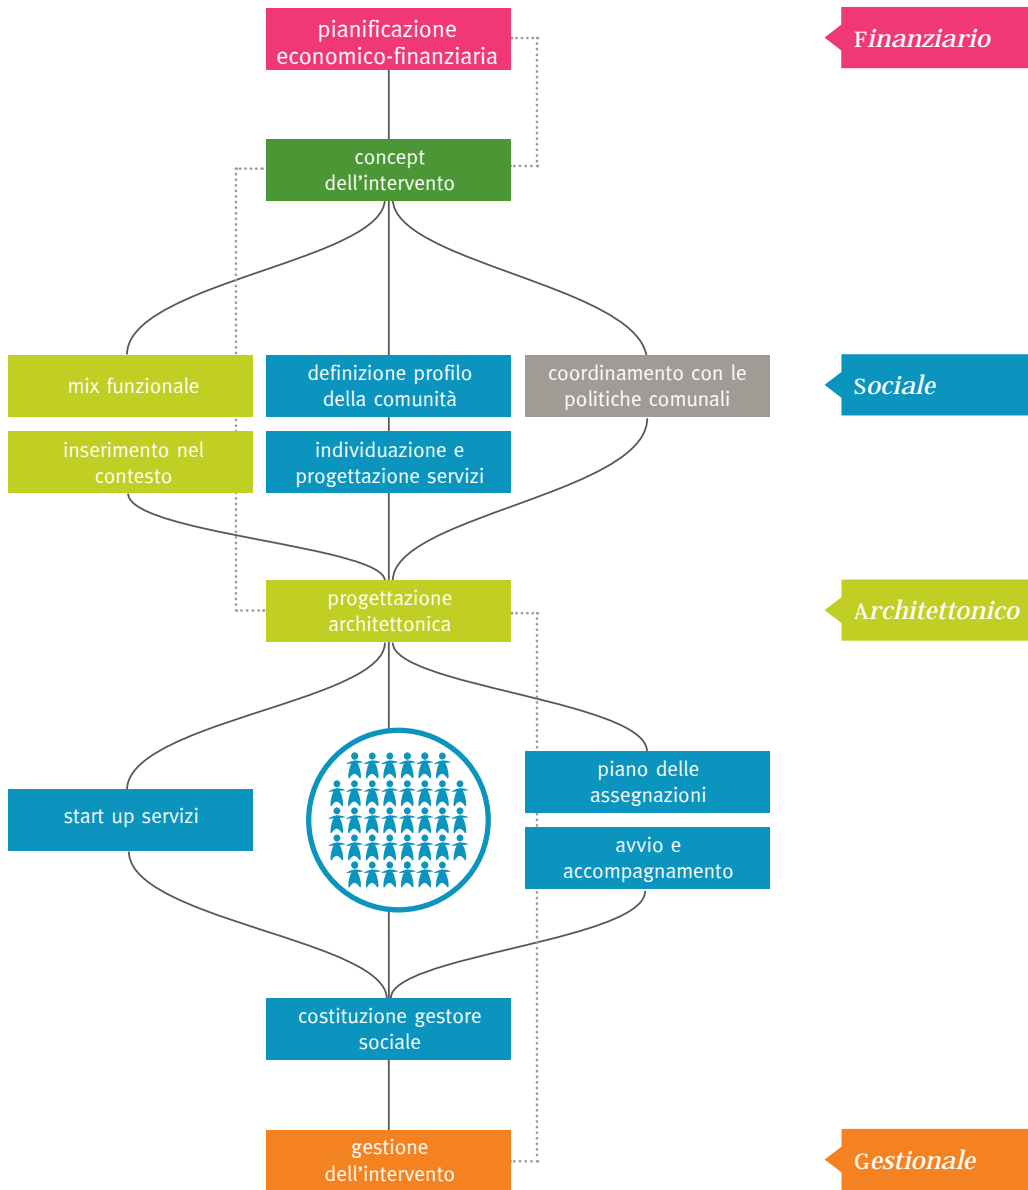 pianificazione
economico-finanziaria
Finanziario
concept
dell'intervento
mix funzionale
definizione profilo
della comunità
coordinamento con le
politiche comunali
Sociale
inserimento nel
contesto
individuazione e
progettazione servizi
progettazione
architettonica
Architettonico
start up servizi
piano delle
assegnazioni
avvio e
accompagnamento
costituzione gestore
sociale
gestione
dell'intervento
Gestionale